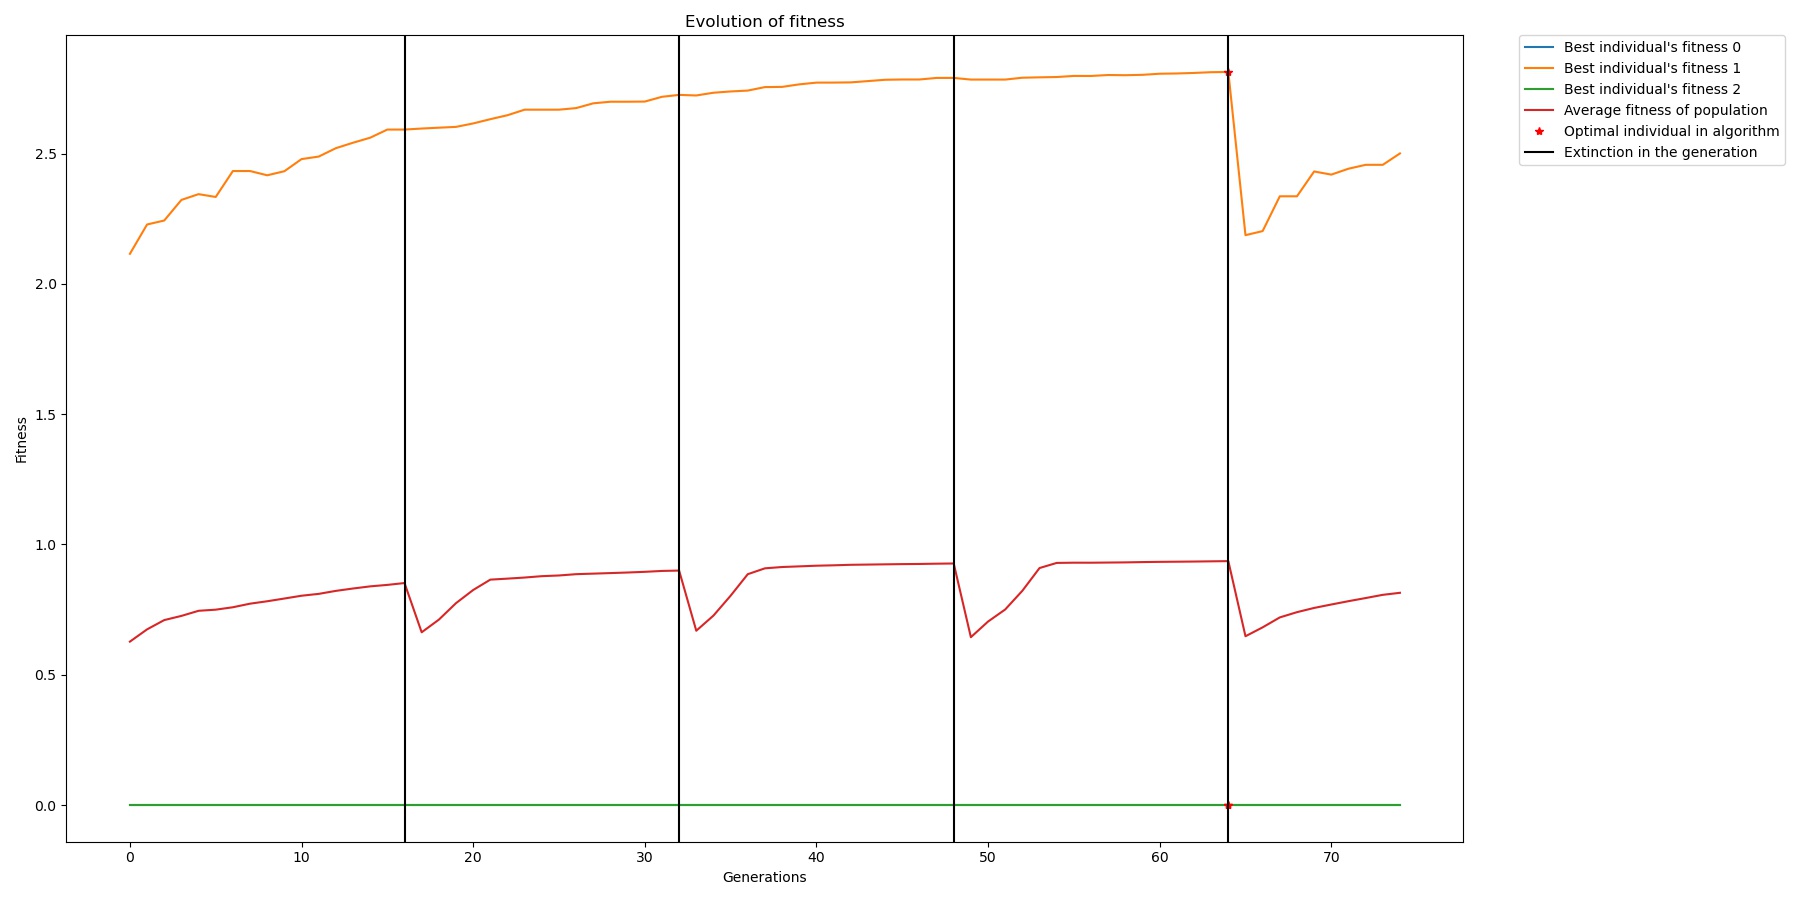 Evolution of fitness
Best individual's fitness 0
Best individual's fitness 1
Best individual's fitness 2
Average fitness of population
Optimal individual in algorithm
Extinction in the generation
Fitness
2.5
2.0
1.5
1.0
0.5
0.0
0 10 20 30 40 50 60 70
Generations